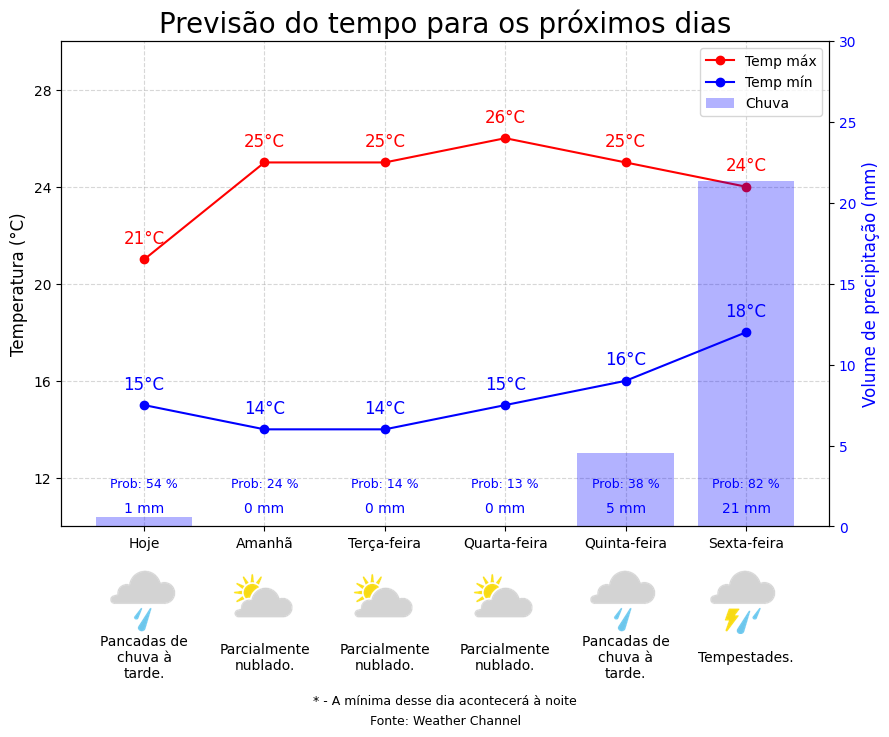 Previsão do tempo para os próximos dias
Temp máx
Temp mín
Chuva
Temperatura (°C)
Volume de precipitação (mm)
28
24
20
16
12
30
25
20
15
10
5
0
21°C
25°C
25°C
26°C
25°C
24°C
15°C
14°C
14°C
15°C
16°C
18°C
Prob: 54 %
Prob: 24 %
Prob: 14 %
Prob: 13 %
Prob: 38 %
Prob: 82 %
1 mm
0 mm
0 mm
0 mm
5 mm
21 mm
Hoje
Amanhã
Terça-feira
Quarta-feira
Quinta-feira
Sexta-feira
Pancadas de
chuva à
tarde.
Parcialmente
nublado.
Parcialmente
nublado.
Parcialmente
nublado.
Pancadas de
chuva à
tarde.
Tempestades.
* - A mínima desse dia acontecerá à noite
Fonte: Weather Channel